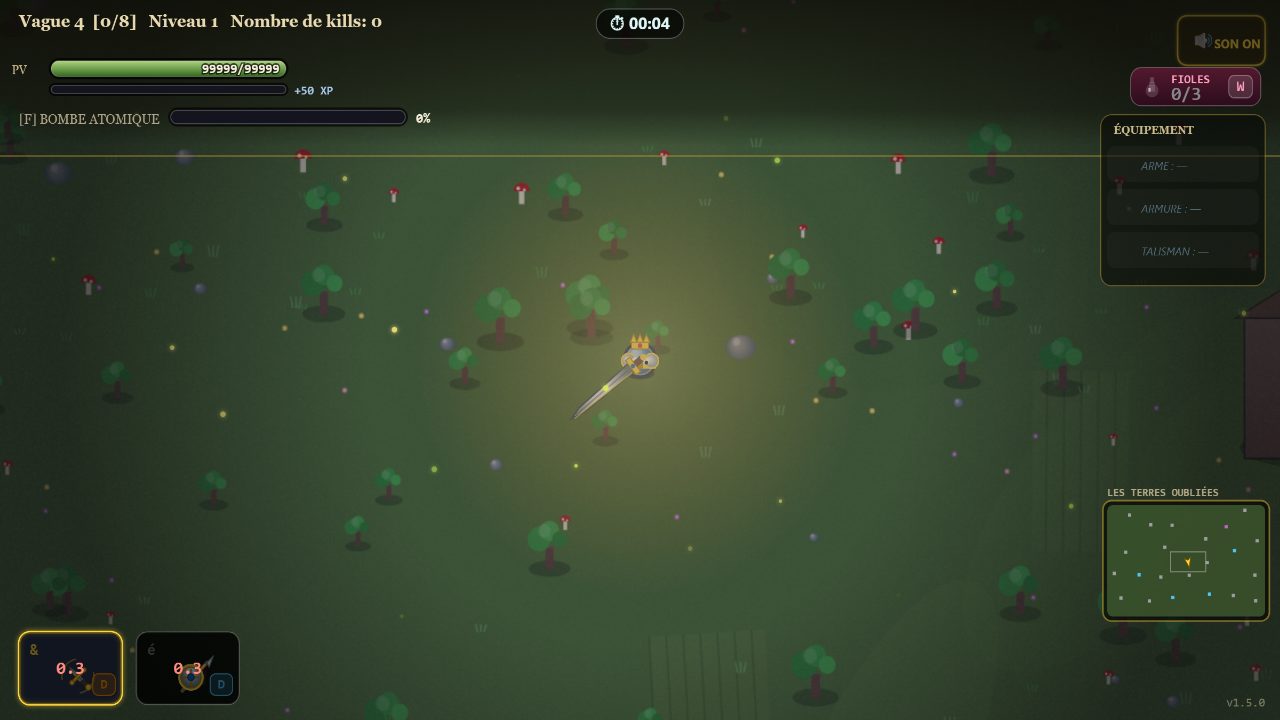 Vague 4 [0/8] Niveau 1 Nombre de kills: 0
00:04
SON ON
PV 99999/99999
+50 XP
FIOLES
0/3 W
[F] BOMBE ATOMIQUE 0%
ÉQUIPEMENT
ARME : —
ARMURE : —
TALISMAN : —
LES TERRES OUBLIÉES
& 0.3 D
é 0.3 D
v1.5.0